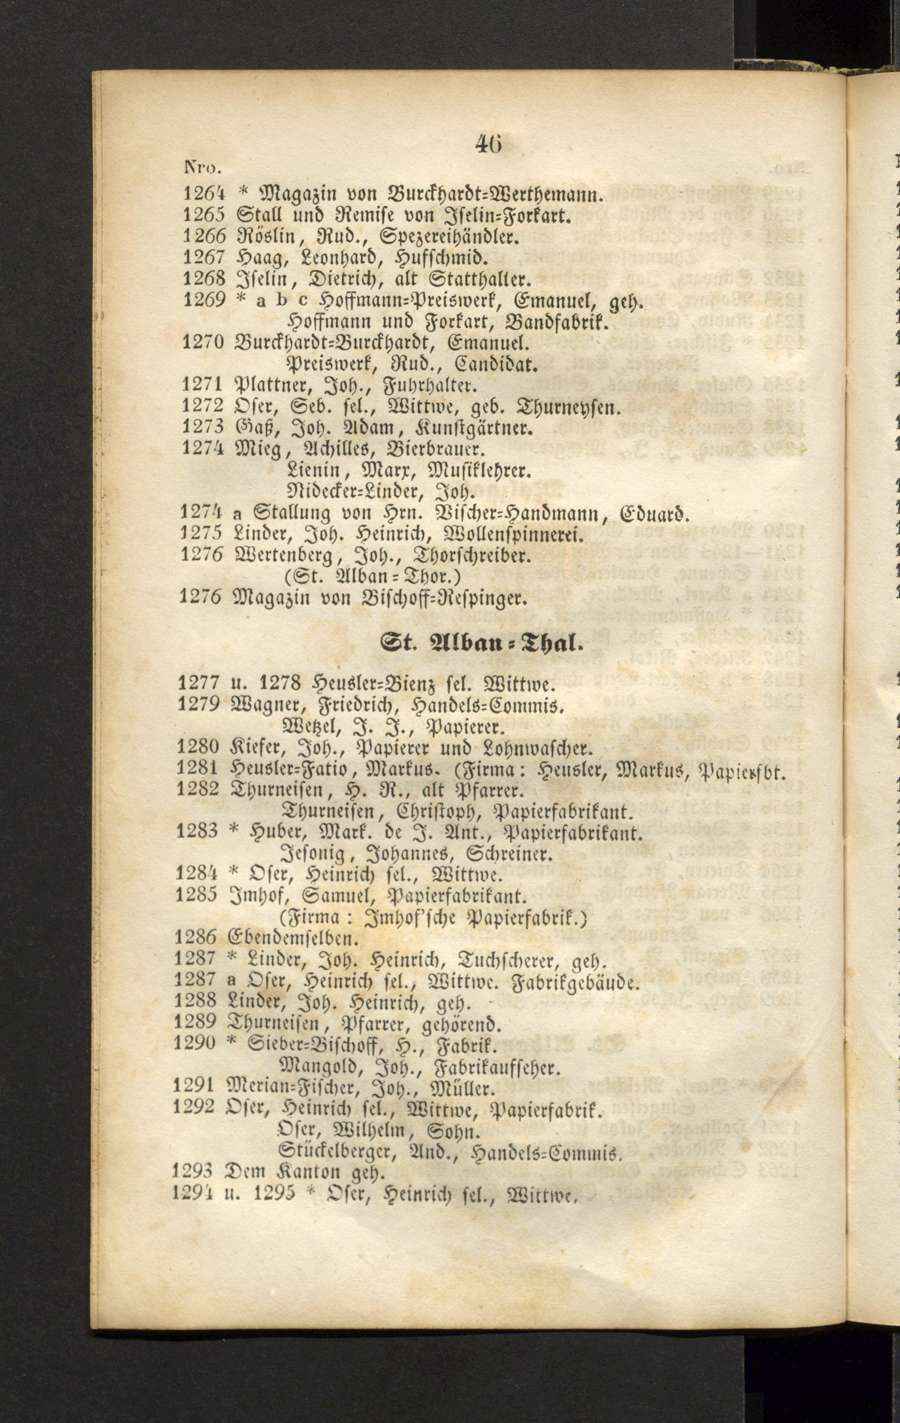 46
Nro.
1264 * Magazin von Burckhardt=Werthemann.
1265 Stall und Remise von Iselin=Forkart.
1266 Röslin, Rud., Spezereihändler.
1267 Haag, Leonhard, Hufschmid.
1268 Iselin, Dietrich, alt Statthalter.
1269 * a b c Hoffmann=Preiswerk, Emanuel, geh.
Hoffmann und Forkart, Bandfabrik.
1270 Burckhardt=Burckhardt, Emanuel.
Preiswerk, Rud., Candidat.
1271 Plattner, Joh., Fuhrhalter.
1272 Oser, Seb. sel., Wittwe, geb. Thurneysen.
1273 Gaß, Joh. Adam, Kunstgärtner.
1274 Mieg, Achilles, Bierbrauer.
Lienin, Marx, Musiklehrer.
Nidecker=Linder, Joh.
1274 a Stallung von Hrn. Vischer=Handmann, Eduard.
1275 Linder, Joh. Heinrich, Wollenspinnerei.
1276 Wertenberg, Joh., Thorschreiber.
(St. Alban=Thor.)
1276 Magazin von Bischoff=Respinger.
St. Alban=Thal.
1277 u. 1278 Heusler=Bienz sel. Wittwe.
1279 Wagner, Friedrich, Handels=Commis.
Wetzel, J. J., Papierer.
1280 Kiefer, Joh., Papierer und Lohnwascher.
1281 Heusler=Fatio, Markus. (Firma: Heusler, Markus, Papierfbt.
1282 Thurneisen, H. R., alt Pfarrer.
Thurneisen, Christoph, Papierfabrikant.
1283 * Huber, Mark. de J. Ant., Papierfabrikant.
Jesonig, Johannes, Schreiner.
1284 * Oser, Heinrich sel., Wittwe.
1285 Imhof, Samuel, Papierfabrikant.
(Firma: Imhof'sche Papierfabrik.)
1286 Ebendemselben.
1287 * Linder, Joh. Heinrich, Tuchscherer, geh.
1287 a Oser, Heinrich sel., Wittwe. Fabrikgebäude.
1288 Linder, Joh. Heinrich, geh.
1289 Thurneisen, Pfarrer, gehörend.
1290 * Sieber=Bischoff, H., Fabrik.
Mangold, Joh., Fabrikaufseher.
1291 Merian=Fischer, Joh., Müller.
1292 Oser, Heinrich sel., Wittwe, Papierfabrik.
Oser, Wilhelm, Sohn.
Stückelberger, And., Handels=Commis.
1293 Dem Kanton geh.
1294 u. 1295 * Oser, Heinrich sel., Wittwe.